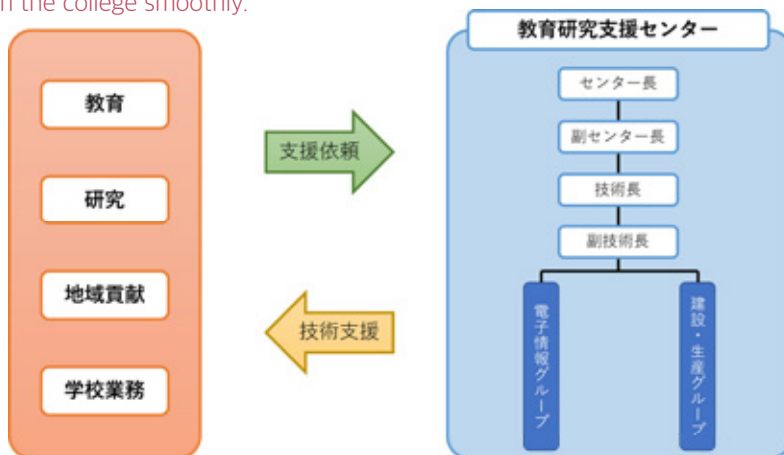 n the college smoothly.
教育
研究
地域貢献
学校業務
支援依頼
技術支援
教育研究支援センター
センター長
副センター長
技術長
副技術長
電子情報グループ
建設・生産グループ